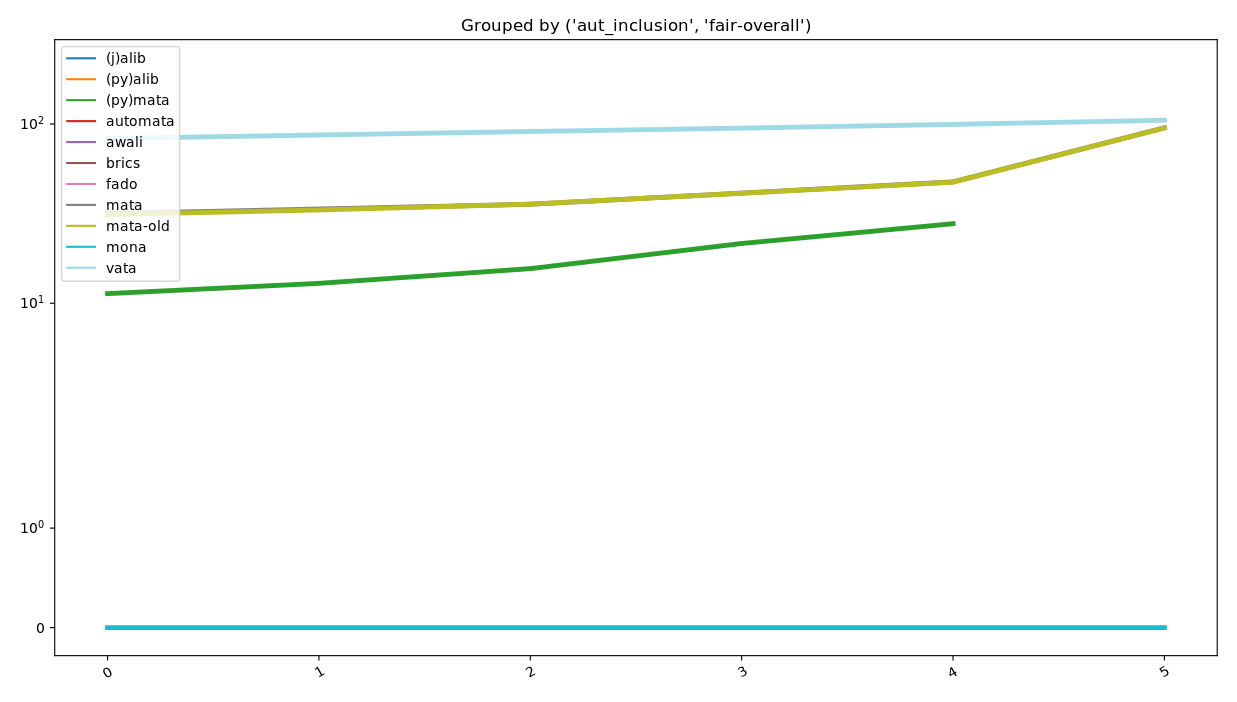 Grouped by ('aut_inclusion', 'fair-overall')
(j)alib
(py)alib
(py)mata
automata
awali
brics
fado
mata
mata-old
mona
vata
10²
10¹
10⁰
0
0
1
2
3
4
5